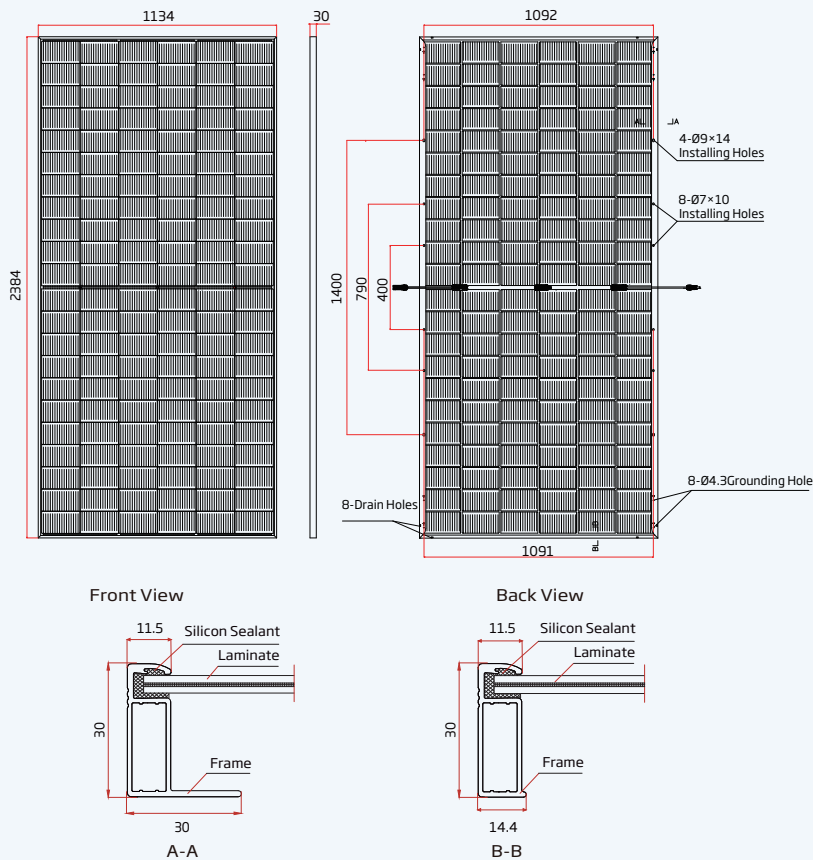 1134
30
1092
2384
1400
790
400
AL
⅃A
4-Ø9×14
Installing Holes
8-Ø7×10
Installing Holes
8-Drain Holes
8-Ø4.3Grounding Hole
BL
⅃B
1091
Front View
Back View
11.5
Silicon Sealant
Laminate
30
Frame
30
A-A
11.5
Silicon Sealant
Laminate
30
Frame
14.4
B-B